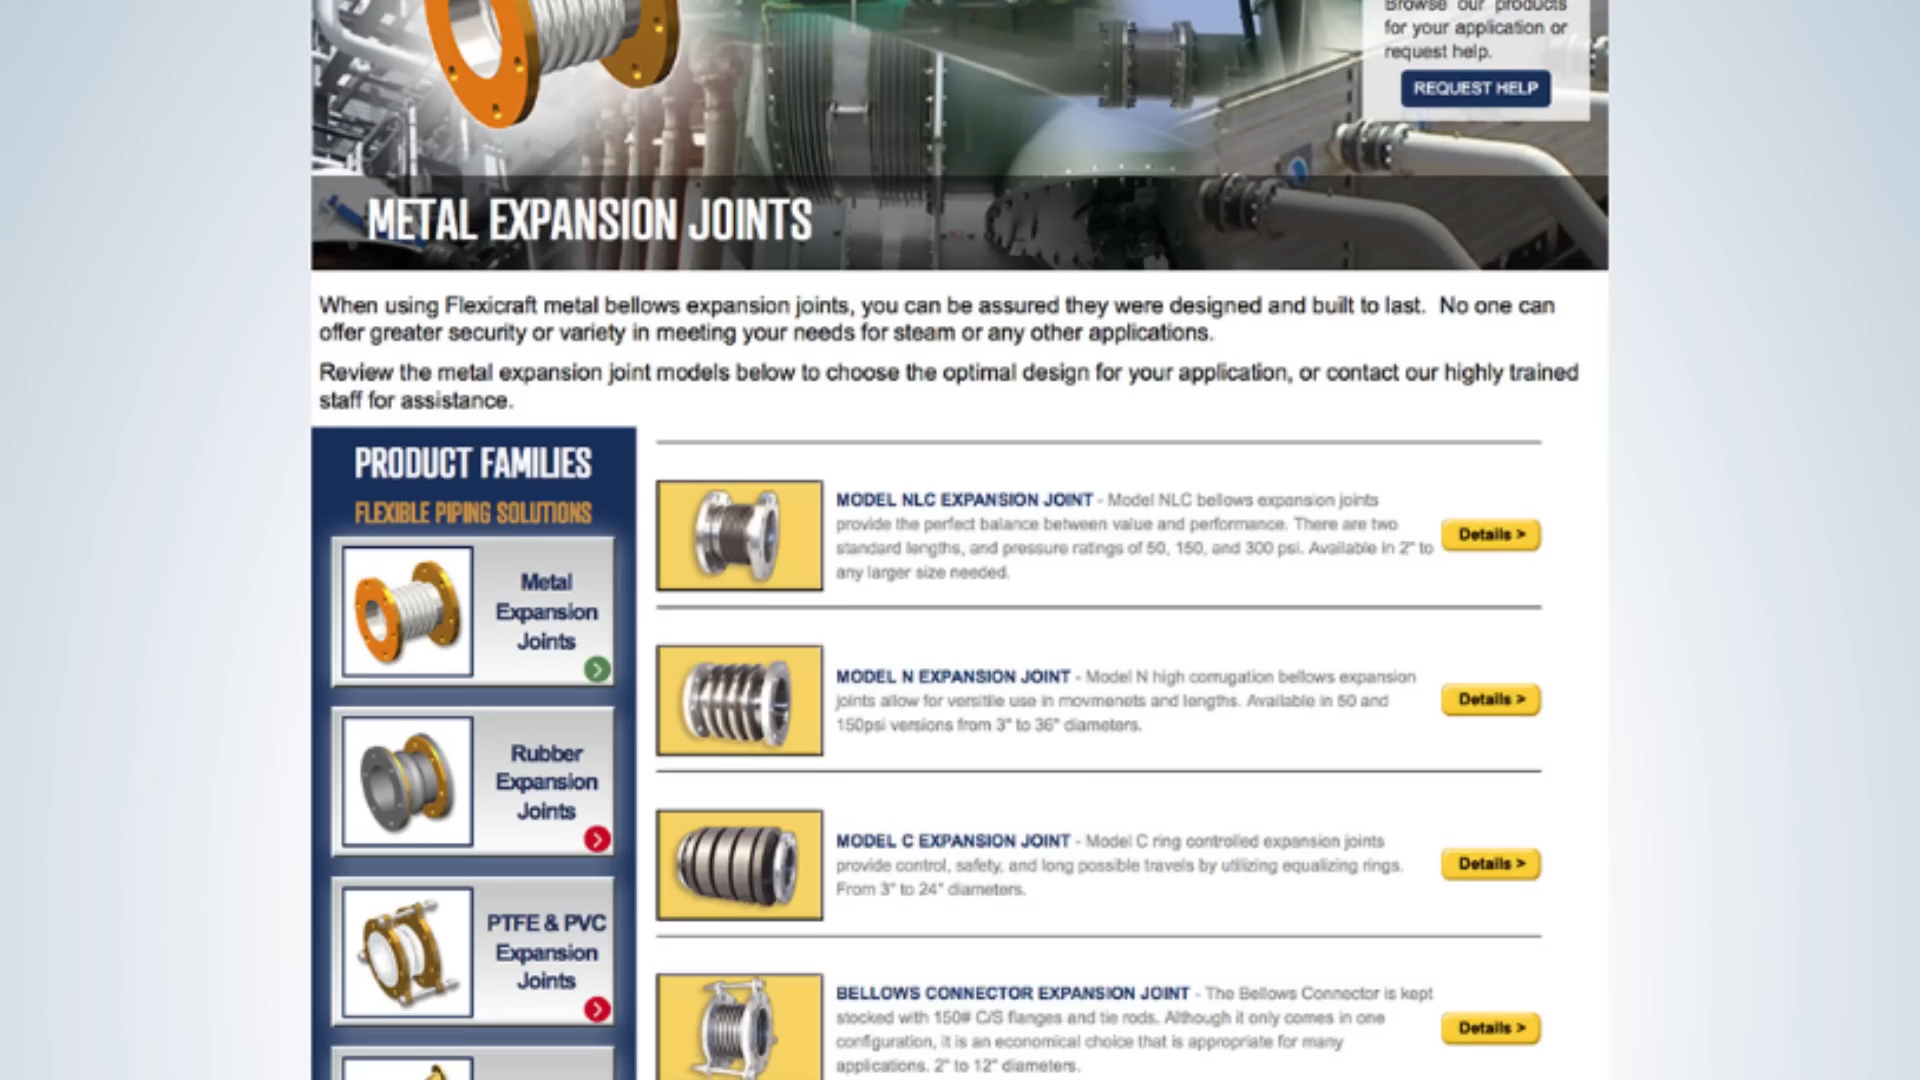 Browse our products
for your application or
request help.
REQUEST HELP
METAL EXPANSION JOINTS
When using Flexicraft metal bellows expansion joints, you can be assured they were designed and built to last. No one can
offer greater security or variety in meeting your needs for steam or any other applications.
Review the metal expansion joint models below to choose the optimal design for your application, or contact our highly trained
staff for assistance.
PRODUCT FAMILIES
FLEXIBLE PIPING SOLUTIONS
Metal
Expansion
Joints
Rubber
Expansion
Joints
PTFE & PVC
Expansion
Joints
MODEL NLC EXPANSION JOINT - Model NLC bellows expansion joints
provide the perfect balance between value and performance. There are two
standard lengths, and pressure ratings of 50, 150, and 300 psi. Available in 2" to
any larger size needed.
Details >
MODEL N EXPANSION JOINT - Model N high corrugation bellows expansion
joints allow for versitile use in movmenets and lengths. Available in 50 and
150psi versions from 3" to 36" diameters.
Details >
MODEL C EXPANSION JOINT - Model C ring controlled expansion joints
provide control, safety, and long possible travels by utilizing equalizing rings.
From 3" to 24" diameters.
Details >
BELLOWS CONNECTOR EXPANSION JOINT - The Bellows Connector is kept
stocked with 150# C/S flanges and tie rods. Although it only comes in one
configuration, it is an economical choice that is appropriate for many
applications. 2" to 12" diameters.
Details >